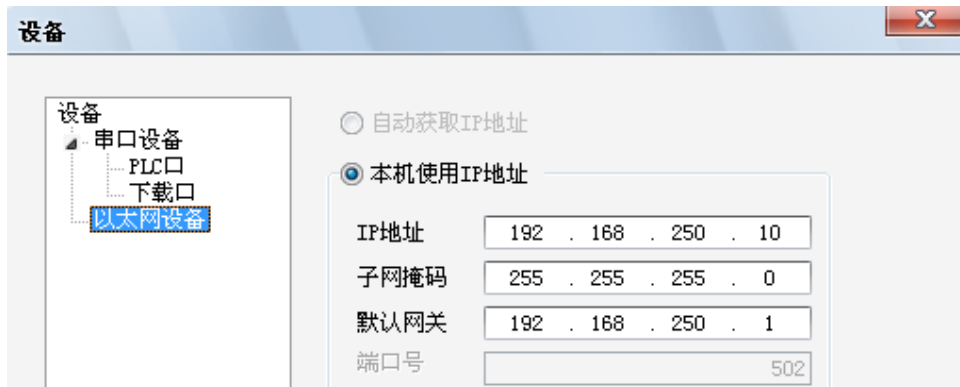 设备
设备
串口设备
PLC口
下载口
以太网设备
自动获取IP地址
本机使用IP地址
IP地址 192 . 168 . 250 . 10
子网掩码 255 . 255 . 255 . 0
默认网关 192 . 168 . 250 . 1
端口号 502